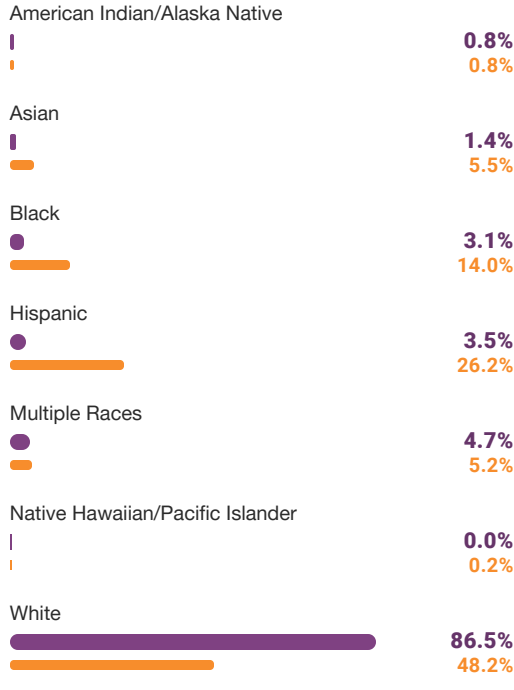 American Indian/Alaska Native
0.8%
0.8%
Asian
1.4%
5.5%
Black
3.1%
14.0%
Hispanic
3.5%
26.2%
Multiple Races
4.7%
5.2%
Native Hawaiian/Pacific Islander
0.0%
0.2%
White
86.5%
48.2%